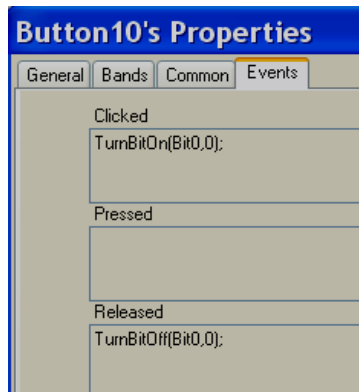 Button10's Properties
General Bands Common Events
Clicked
TurnBitOn(Bit0,0);
Pressed
Released
TurnBitOff(Bit0,0);